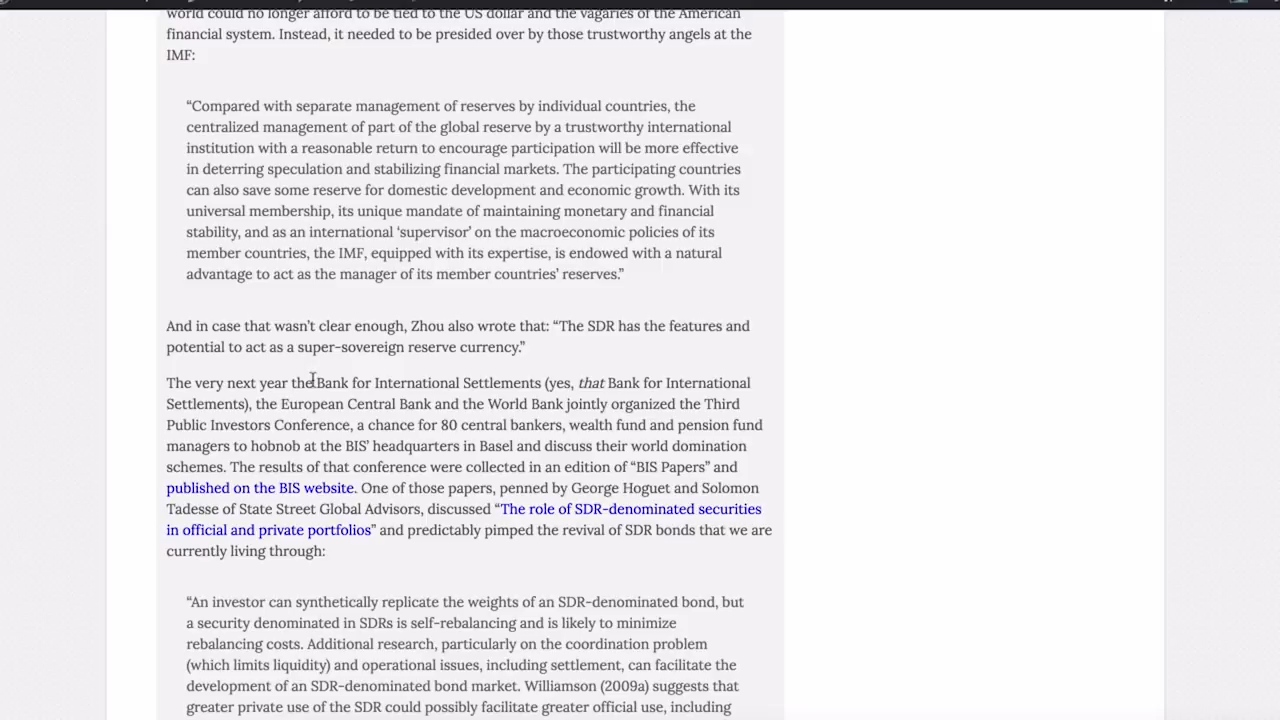 world could no longer afford to be tied to the US dollar and the vagaries of the American
financial system. Instead, it needed to be presided over by those trustworthy angels at the
IMF:
“Compared with separate management of reserves by individual countries, the
centralized management of part of the global reserve by a trustworthy international
institution with a reasonable return to encourage participation will be more effective
in deterring speculation and stabilizing financial markets. The participating countries
can also save some reserve for domestic development and economic growth. With its
universal membership, its unique mandate of maintaining monetary and financial
stability, and as an international ‘supervisor’ on the macroeconomic policies of its
member countries, the IMF, equipped with its expertise, is endowed with a natural
advantage to act as the manager of its member countries’ reserves.”
And in case that wasn’t clear enough, Zhou also wrote that: “The SDR has the features and
potential to act as a super-sovereign reserve currency.”
The very next year the Bank for International Settlements (yes, that Bank for International
Settlements), the European Central Bank and the World Bank jointly organized the Third
Public Investors Conference, a chance for 80 central bankers, wealth fund and pension fund
managers to hobnob at the BIS’ headquarters in Basel and discuss their world domination
schemes. The results of that conference were collected in an edition of “BIS Papers” and
published on the BIS website. One of those papers, penned by George Hoguet and Solomon
Tadesse of State Street Global Advisors, discussed “The role of SDR-denominated securities
in official and private portfolios” and predictably pimped the revival of SDR bonds that we are
currently living through:
“An investor can synthetically replicate the weights of an SDR-denominated bond, but
a security denominated in SDRs is self-rebalancing and is likely to minimize
rebalancing costs. Additional research, particularly on the coordination problem
(which limits liquidity) and operational issues, including settlement, can facilitate the
development of an SDR-denominated bond market. Williamson (2009a) suggests that
greater private use of the SDR could possibly facilitate greater official use, including